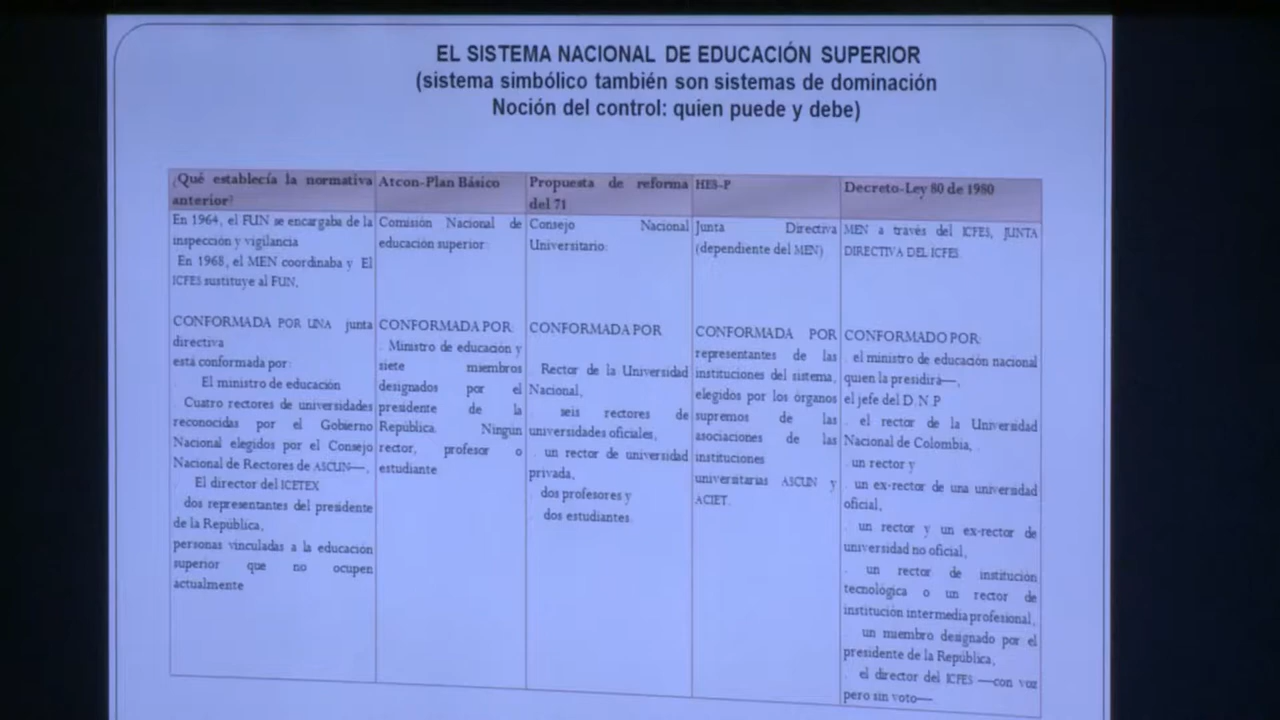 EL SISTEMA NACIONAL DE EDUCACIÓN SUPERIOR
(sistema simbólico también son sistemas de dominación
Noción del control: quien puede y debe)
¿Qué establecía la normativa
anterior?
En 1964, el FUN se encargaba de la
inspección y vigilancia
En 1968, el MEN coordinaba y El
ICFES sustituye al FUN.
CONFORMADA POR UNA junta
directiva
está conformada por:
El ministro de educación
Cuatro rectores de universidades
reconocidas por el Gobierno
Nacional elegidos por el Consejo
Nacional de Rectores de ASCUN—,
El director del ICETEX
dos representantes del presidente
de la República,
personas vinculadas a la educación
superior que no ocupen
actualmente
Atcon-Plan Básico
Comisión Nacional de
educación superior:
CONFORMADA POR:
Ministro de educación y
siete miembros
designados por el
presidente de la
República. Ningún
rector, profesor o
estudiante
Propuesta de reforma
del 71
Consejo Nacional
Universitario:
CONFORMADA POR
Rector de la Universidad
Nacional,
seis rectores de
universidades oficiales,
un rector de universidad
privada,
dos profesores y
dos estudiantes.
HES-P
Junta Directiva
(dependiente del MEN)
CONFORMADA POR
representantes de las
instituciones del sistema,
elegidos por los órganos
supremos de las
asociaciones de las
instituciones
universitarias ASCUN y
ACIET.
Decreto-Ley 80 de 1980
MEN a través del ICFES, JUNTA
DIRECTIVA DEL ICFES.
CONFORMADO POR:
el ministro de educación nacional
quien la presidirá—,
el jefe del D.N.P
el rector de la Universidad
Nacional de Colombia,
un rector y
un ex-rector de una universidad
oficial,
un rector y un ex-rector de
universidad no oficial,
un rector de institución
tecnológica o un rector de
institución intermedia profesional,
un miembro designado por el
presidente de la República,
el director del ICFES —con voz
pero sin voto—